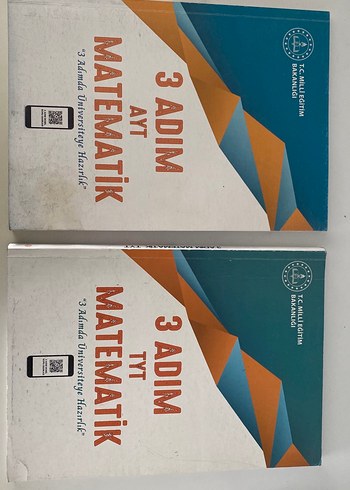 T.C. MİLLÎ EĞİTİM
BAKANLIĞI
3 ADIM
AYT
MATEMATİK
"3 Adımda Üniversiteye Hazırlık"
T.C. MİLLÎ EĞİTİM
BAKANLIĞI
3 ADIM
TYT
MATEMATİK
"3 Adımda Üniversiteye Hazırlık"